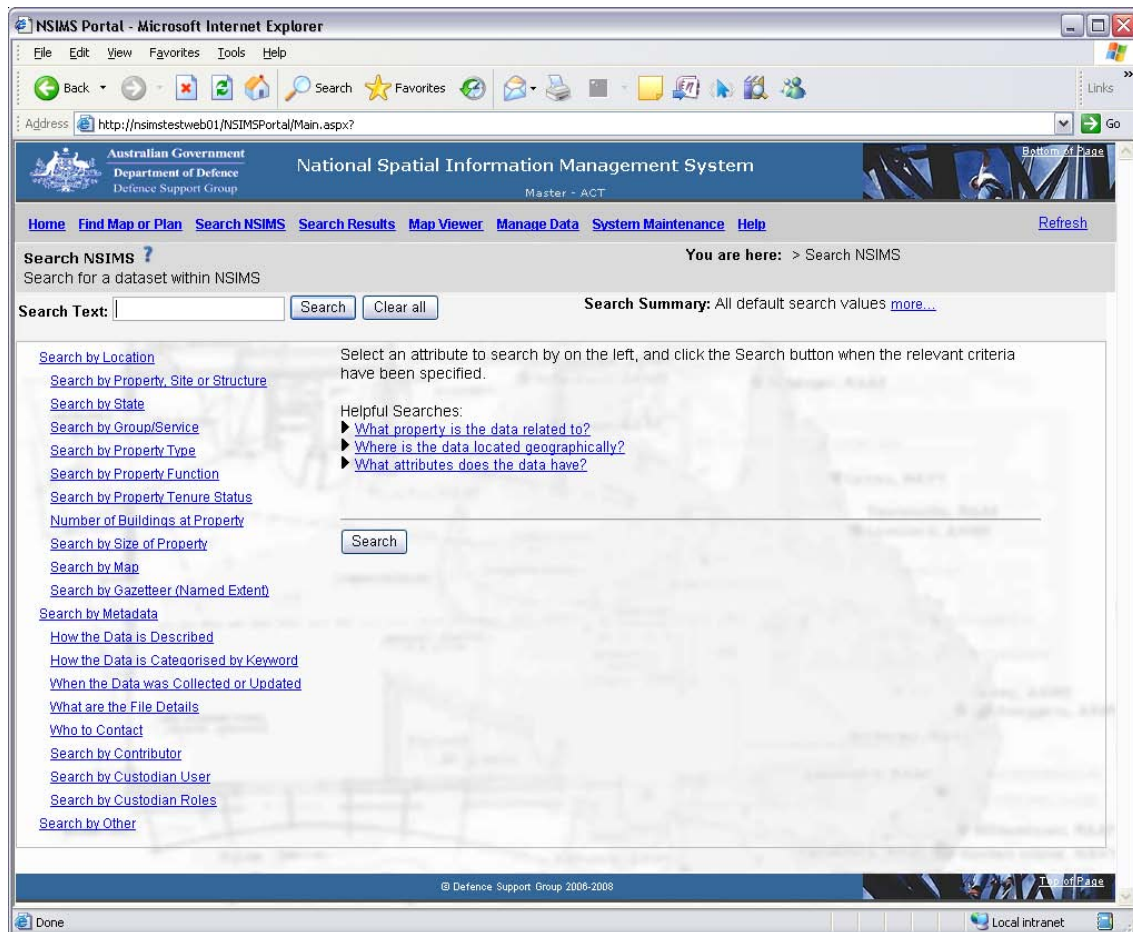 NSIMS Portal - Microsoft Internet Explorer
File Edit View Favorites Tools Help
Back Search Favorites Links
Address http://nsimstestweb01/NSIMSPortal/Main.aspx? Go
Australian Government
Department of Defence
Defence Support Group
National Spatial Information Management System
Master - ACT
Bottom of Page
Home Find Map or Plan Search NSIMS Search Results Map Viewer Manage Data System Maintenance Help Refresh
Search NSIMS ? You are here: > Search NSIMS
Search for a dataset within NSIMS
Search Text: Search Clear all Search Summary: All default search values more...
Search by Location
Search by Property, Site or Structure
Search by State
Search by Group/Service
Search by Property Type
Search by Property Function
Search by Property Tenure Status
Number of Buildings at Property
Search by Size of Property
Search by Map
Search by Gazetteer (Named Extent)
Search by Metadata
How the Data is Described
How the Data is Categorised by Keyword
When the Data was Collected or Updated
What are the File Details
Who to Contact
Search by Contributor
Search by Custodian User
Search by Custodian Roles
Search by Other
Select an attribute to search by on the left, and click the Search button when the relevant criteria
have been specified.
Helpful Searches:
What property is the data related to?
Where is the data located geographically?
What attributes does the data have?
Search
© Defence Support Group 2006-2008
Top of Page
Done Local intranet